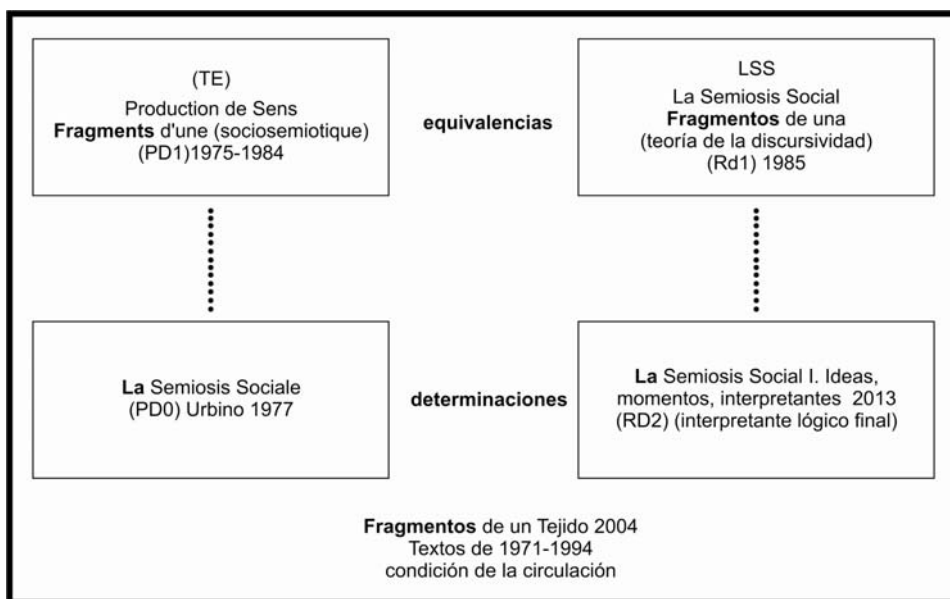 (TE)
Production de Sens
Fragments d'une (sociosemiotique)
(PD1)1975-1984
equivalencias
LSS
La Semiosis Social
Fragmentos de una
(teoría de la discursividad)
(Rd1) 1985
La Semiosis Sociale
(PD0) Urbino 1977
determinaciones
La Semiosis Social I. Ideas,
momentos, interpretantes 2013
(RD2) (interpretante lógico final)
Fragmentos de un Tejido 2004
Textos de 1971-1994
condición de la circulación